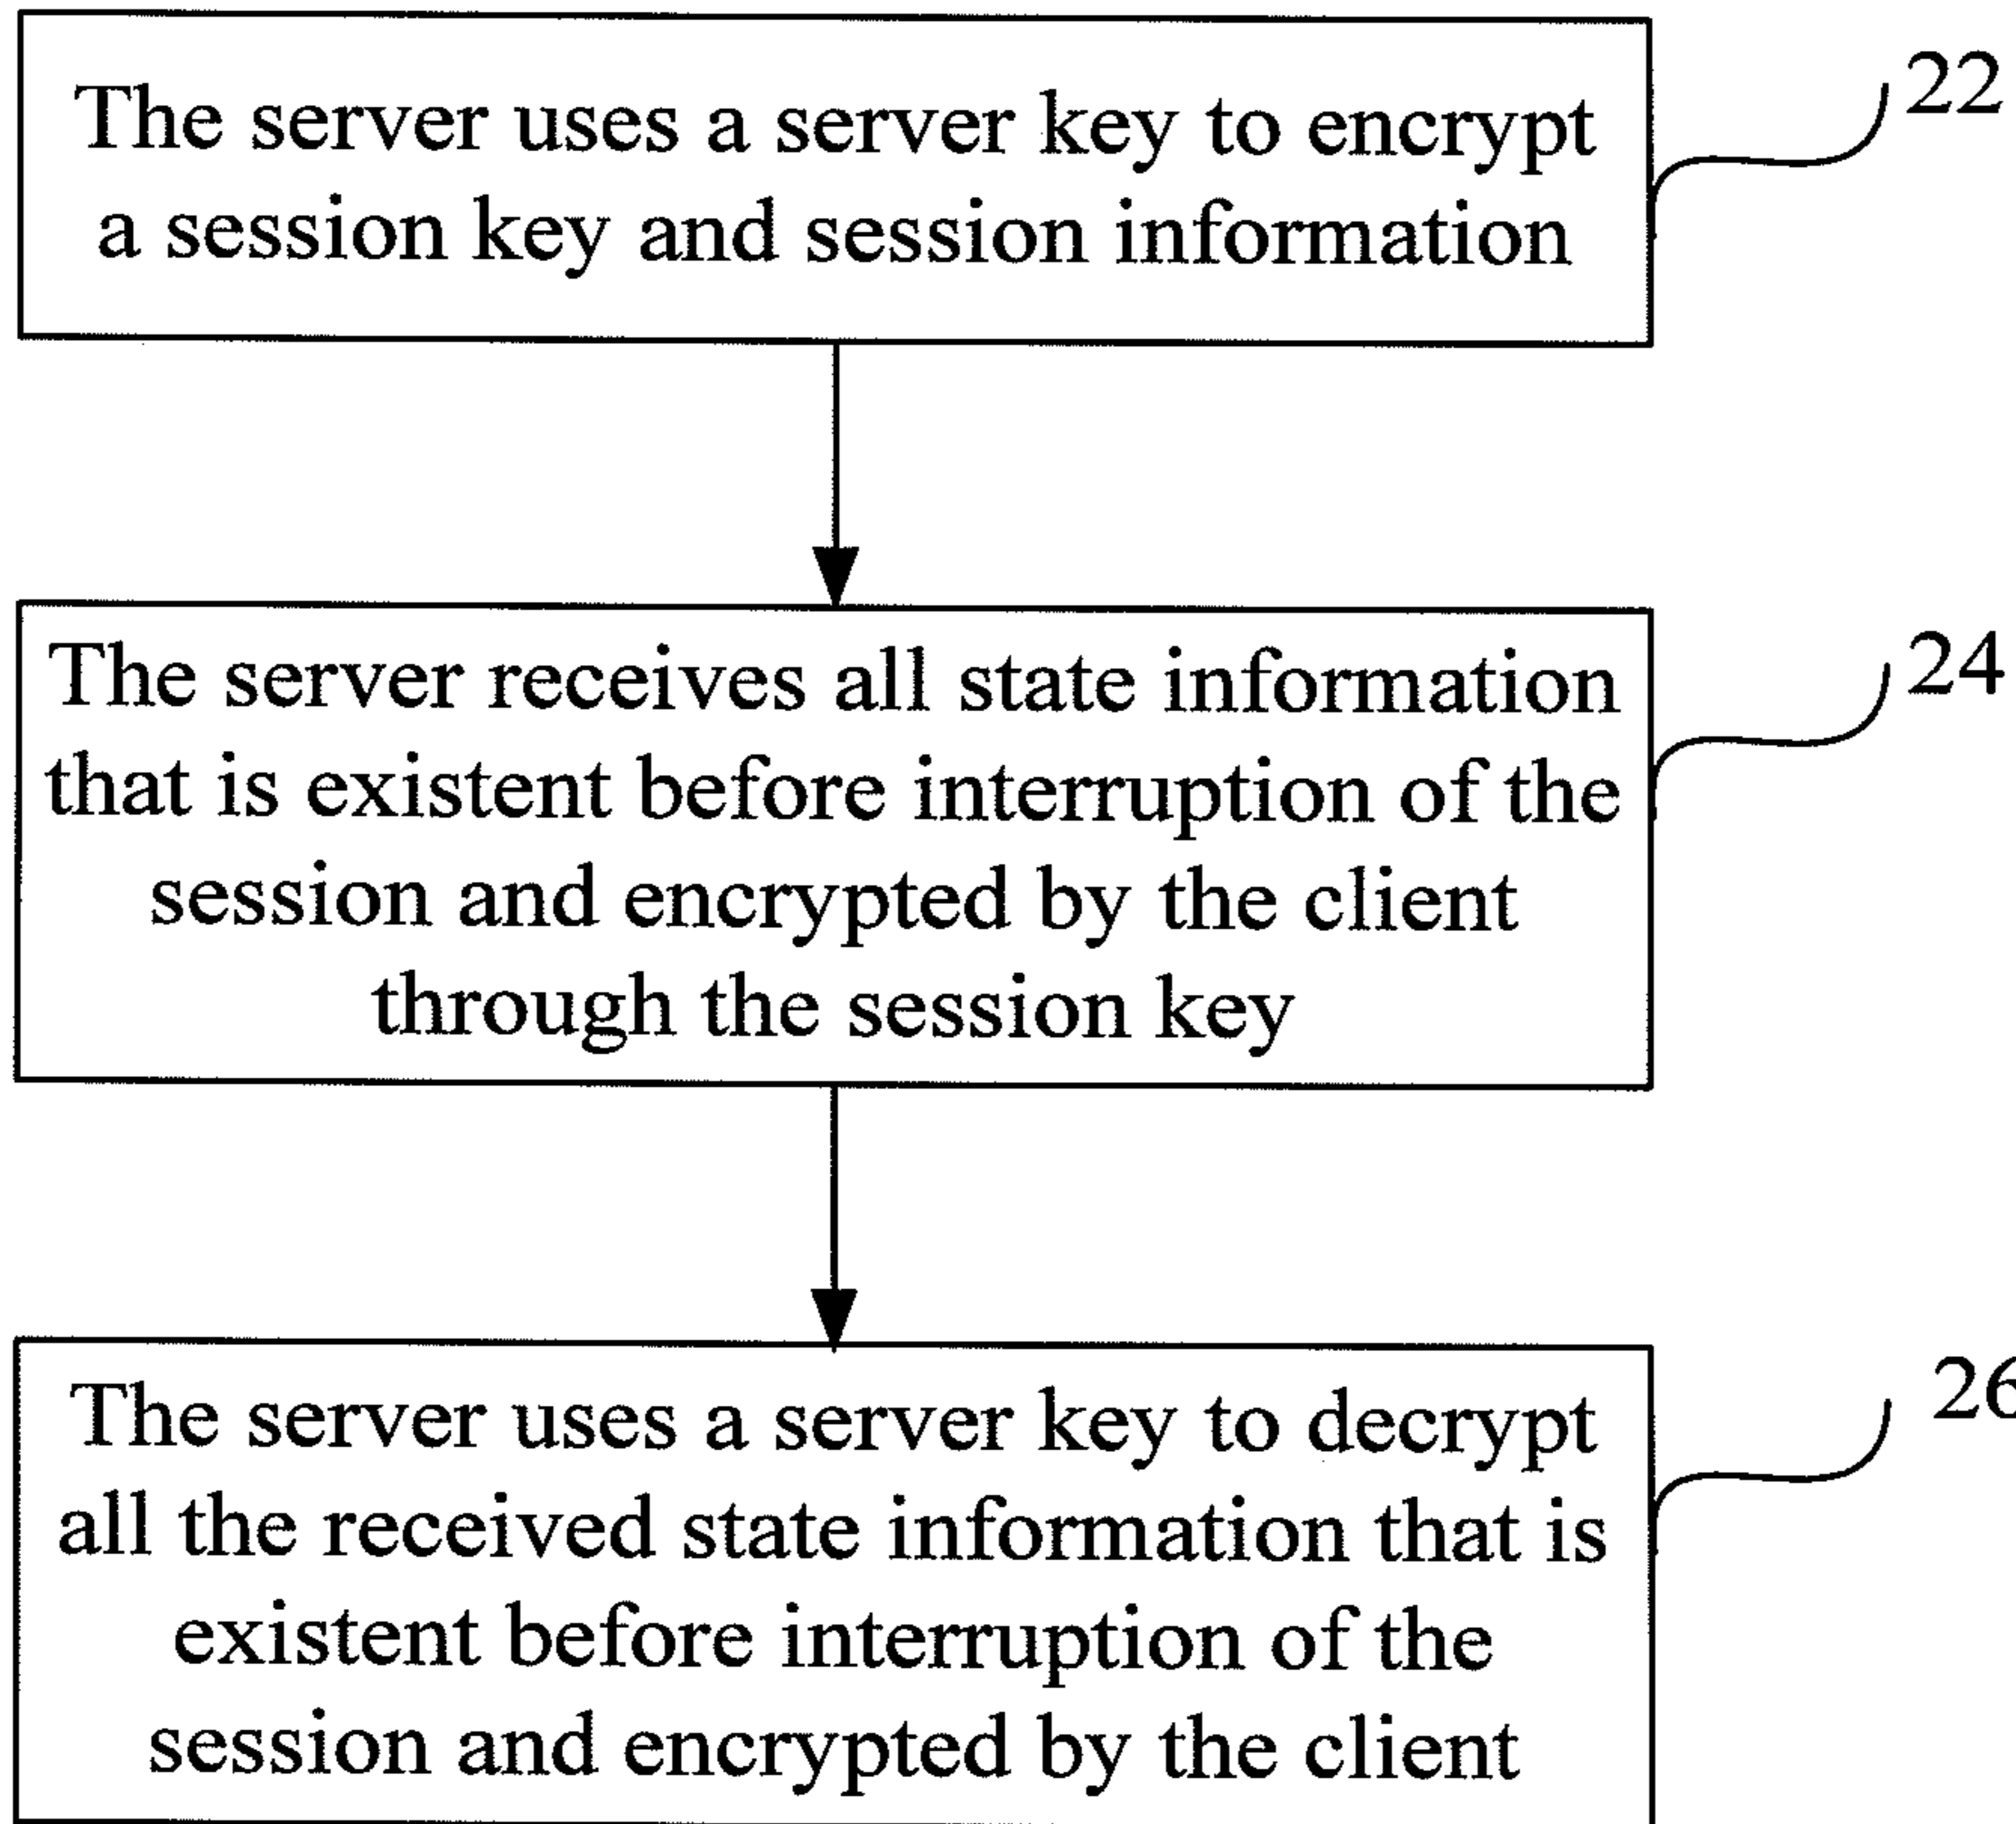 The server uses a server key to encrypt
a session key and session information
22
The server receives all state information
that is existent before interruption of the
session and encrypted by the client
through the session key
24
The server uses a server key to decrypt
all the received state information that is
existent before interruption of the
session and encrypted by the client
26